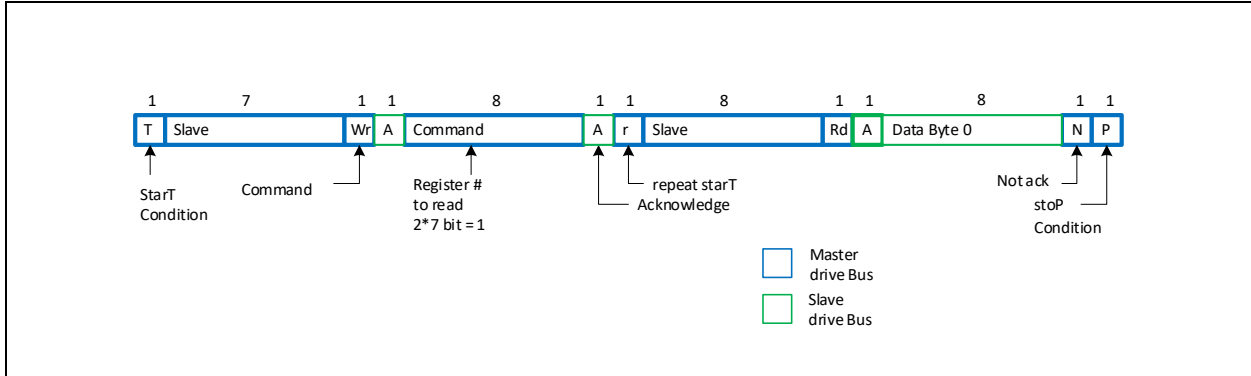 1 7 1 1 8 1 1 8 1 1 8 1 1
T Slave Wr A Command A r Slave Rd A Data Byte 0 N P
StarT
Condition
Command
Register #
to read
2*7 bit = 1
repeat starT
Acknowledge
Not ack
stoP
Condition
Master
drive Bus
Slave
drive Bus